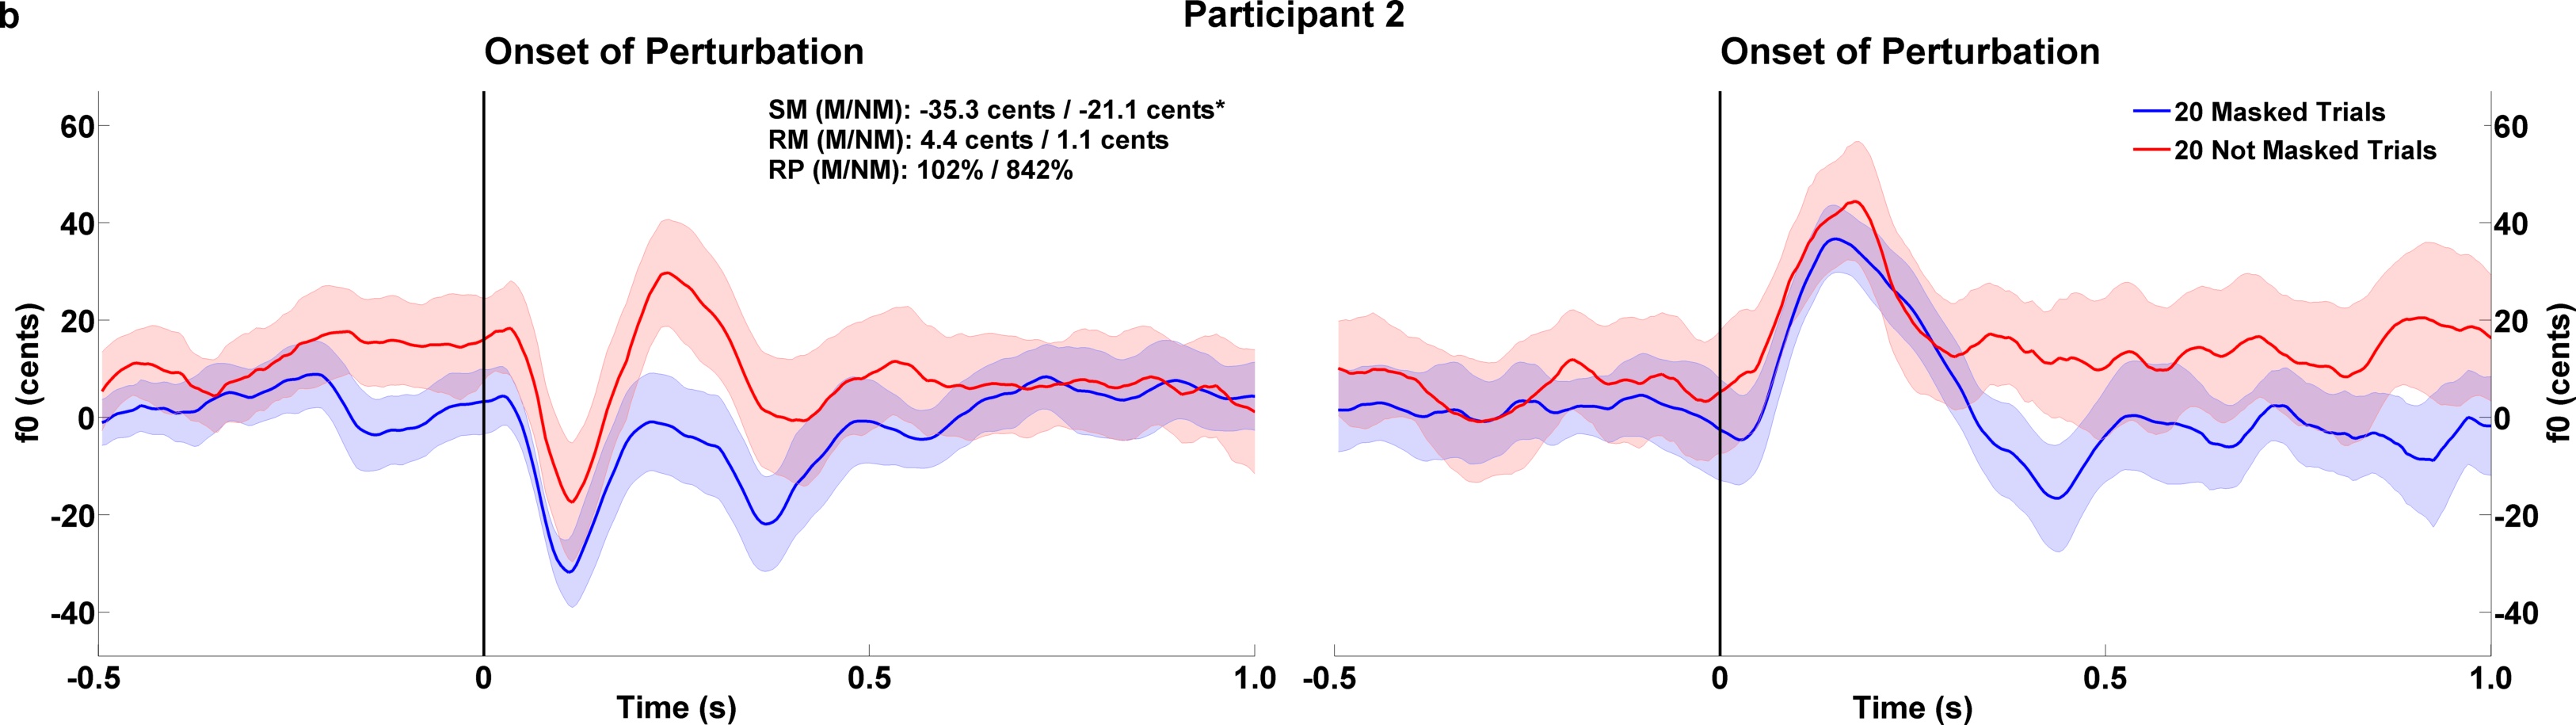 b
Participant 2
Onset of Perturbation
Onset of Perturbation
SM (M/NM): -35.3 cents / -21.1 cents*
RM (M/NM): 4.4 cents / 1.1 cents
RP (M/NM): 102% / 842%
20 Masked Trials
20 Not Masked Trials
f0 (cents)
60
40
20
0
-20
-40
-0.5
0
0.5
1.0
Time (s)
-0.5
0
0.5
1.0
Time (s)
60
40
20
0
-20
-40
f0 (cents)